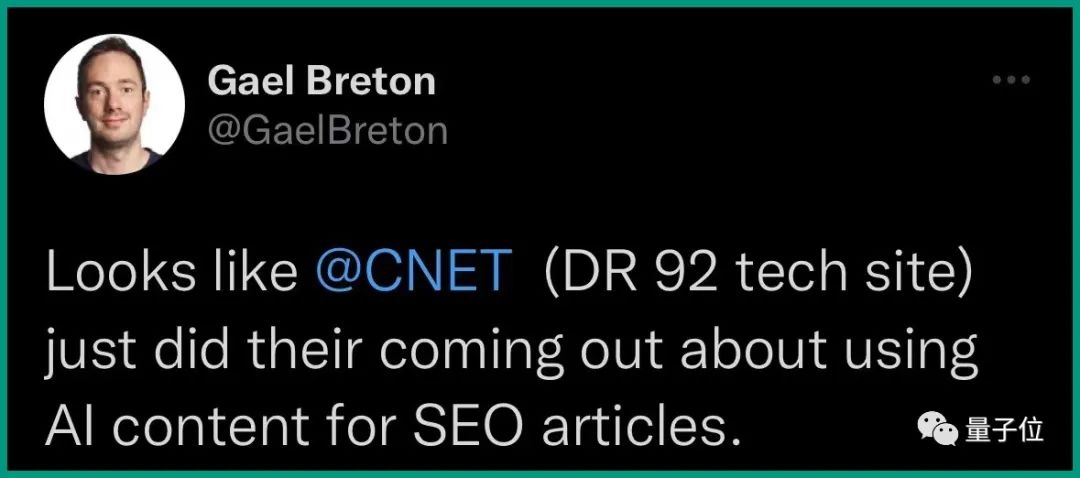 Gael Breton
@GaelBreton
Looks like @CNET (DR 92 tech site)
just did their coming out about using
AI content for SEO articles.
量子位